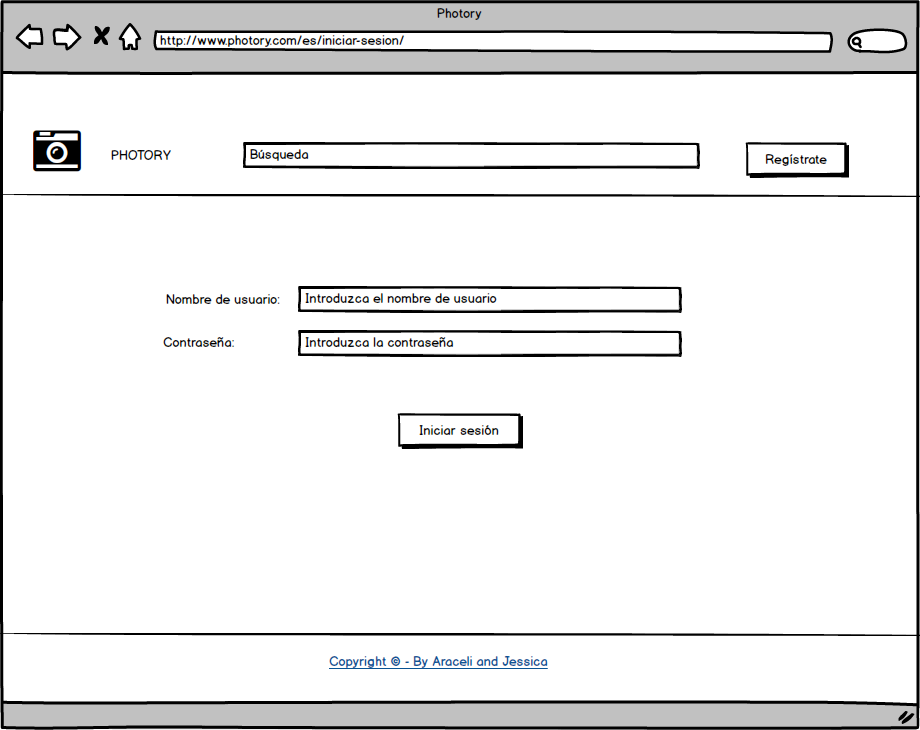 Photory
http://www.photory.com/es/iniciar-sesion/
PHOTORY
Búsqueda
Regístrate
Nombre de usuario:
Introduzca el nombre de usuario
Contraseña:
Introduzca la contraseña
Iniciar sesión
Copyright © - By Araceli and Jessica